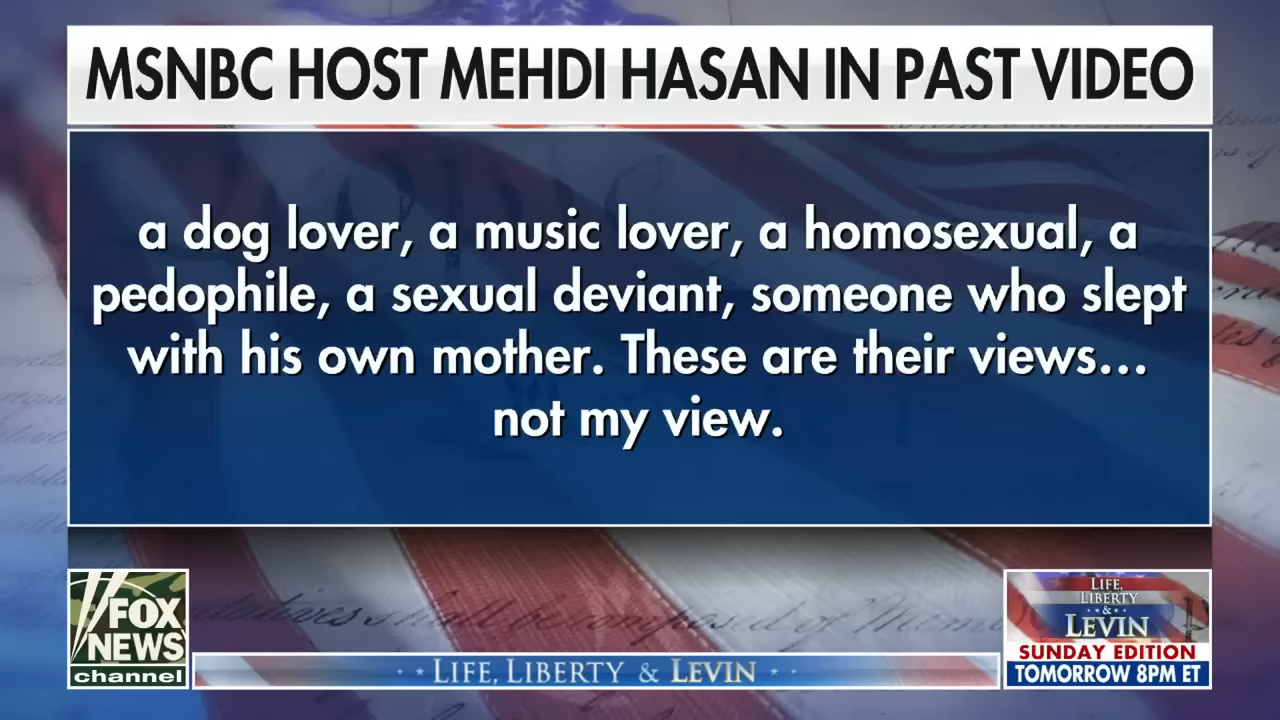 MSNBC HOST MEHDI HASAN IN PAST VIDEO
a dog lover, a music lover, a homosexual, a
pedophile, a sexual deviant, someone who slept
with his own mother. These are their views...
not my view.
FOX
NEWS
channel
LIFE, LIBERTY & LEVIN
LIFE,
LIBERTY
&
LEVIN
SUNDAY EDITION
TOMORROW 8PM ET